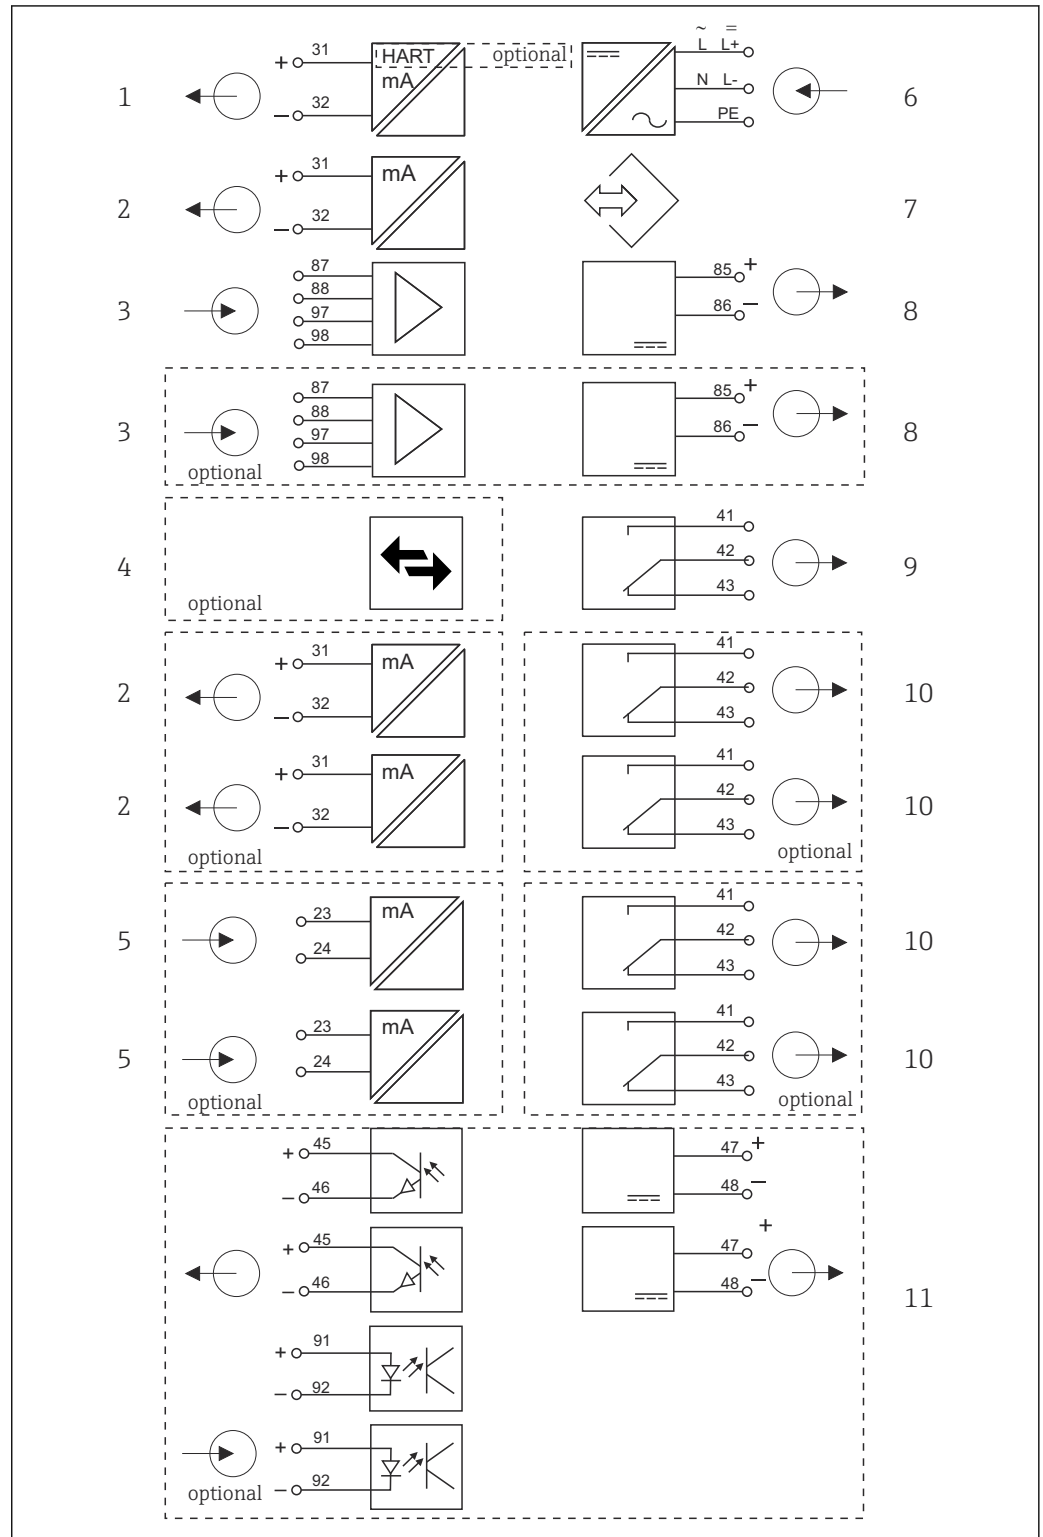 ~ =
31 HART optional L L+
+
1 mA N L- 6
32 PE
−
31
+ mA
2 7
32
−
87 85 +
88
3 97 86 − 8
98
87 85 +
88
3 97 86 − 8
98
optional
41
4 42 9
optional 43
31 41
+ mA
2 42 10
32 43
−
31 41
+ mA
2 42 10
32 43
−
optional optional
23 mA 41
5 42 10
24 43
23 mA 41
5 42 10
24 43
optional optional
+ 45 47 +
− 46 48 −
+
+ 45 47
− 46 48 −
11
+ 91
− 92
+ 91
− 92
optional